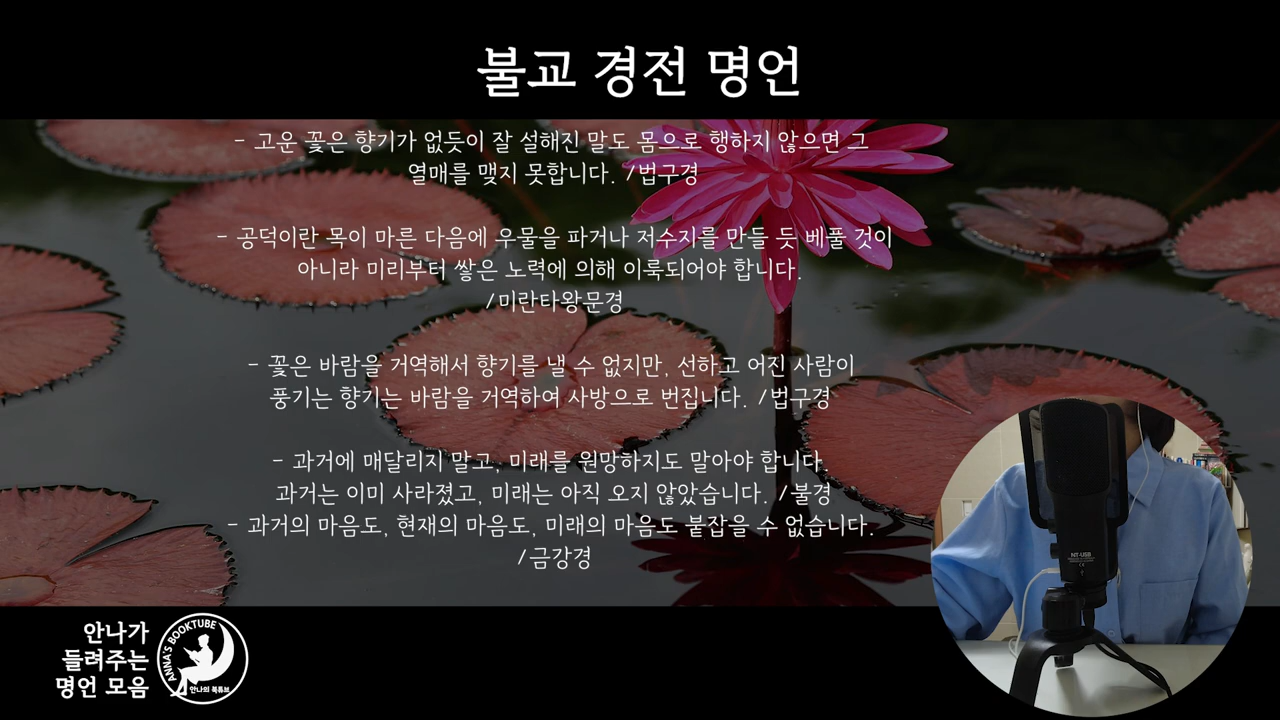 불교 경전 명언
- 고운 꽃은 향기가 없듯이 잘 설해진 말도 몸으로 행하지 않으면 그
열매를 맺지 못합니다. /법구경
- 공덕이란 목이 마른 다음에 우물을 파거나 저수지를 만들 듯 베풀 것이
아니라 미리부터 쌓은 노력에 의해 이룩되어야 합니다.
/미란타왕문경
- 꽃은 바람을 거역해서 향기를 낼 수 없지만, 선하고 어진 사람이
풍기는 향기는 바람을 거역하여 사방으로 번집니다. /법구경
- 과거에 매달리지 말고, 미래를 원망하지도 말아야 합니다.
과거는 이미 사라졌고, 미래는 아직 오지 않았습니다. /불경
- 과거의 마음도, 현재의 마음도, 미래의 마음도 붙잡을 수 없습니다.
/금강경
안나가
들려주는
명언 모음
ANNA'S BOOKTUBE
안나의 북튜브
NT-USB